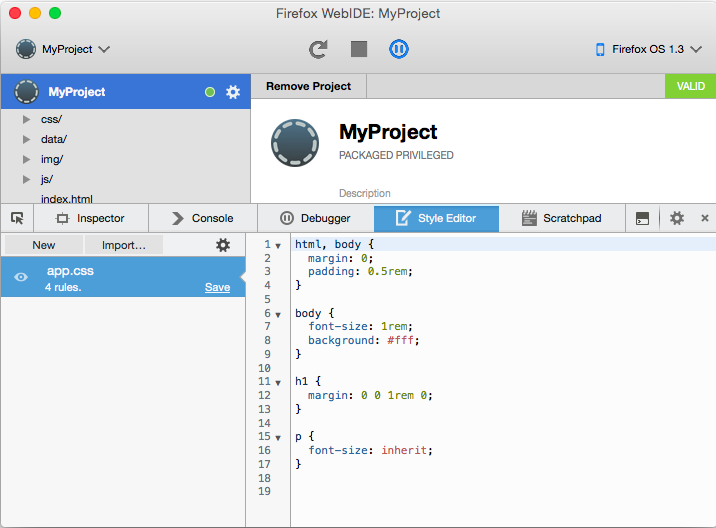 Firefox WebIDE: MyProject
MyProject
Firefox OS 1.3
MyProject
Remove Project
VALID
css/
data/
img/
js/
index.html
MyProject
PACKAGED PRIVILEGED
Description
Inspector
Console
Debugger
Style Editor
Scratchpad
New
Import...
app.css
4 rules.
Save
1 html, body {
2 margin: 0;
3 padding: 0.5rem;
4 }
5
6 body {
7 font-size: 1rem;
8 background: #fff;
9 }
10
11 h1 {
12 margin: 0 0 1rem 0;
13 }
14
15 p {
16 font-size: inherit;
17 }
18
19